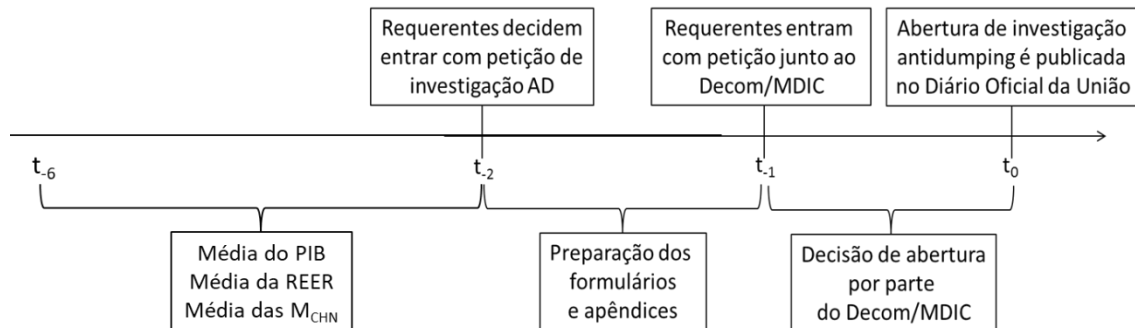 Requerentes decidem
entrar com petição de
investigação AD
Requerentes entram
com petição junto ao
Decom/MDIC
Abertura de investigação
antidumping é publicada
no Diário Oficial da União
t-6
t-2
t-1
t0
Média do PIB
Média da REER
Média das MCHN
Preparação dos
formulários
e apêndices
Decisão de abertura
por parte
do Decom/MDIC